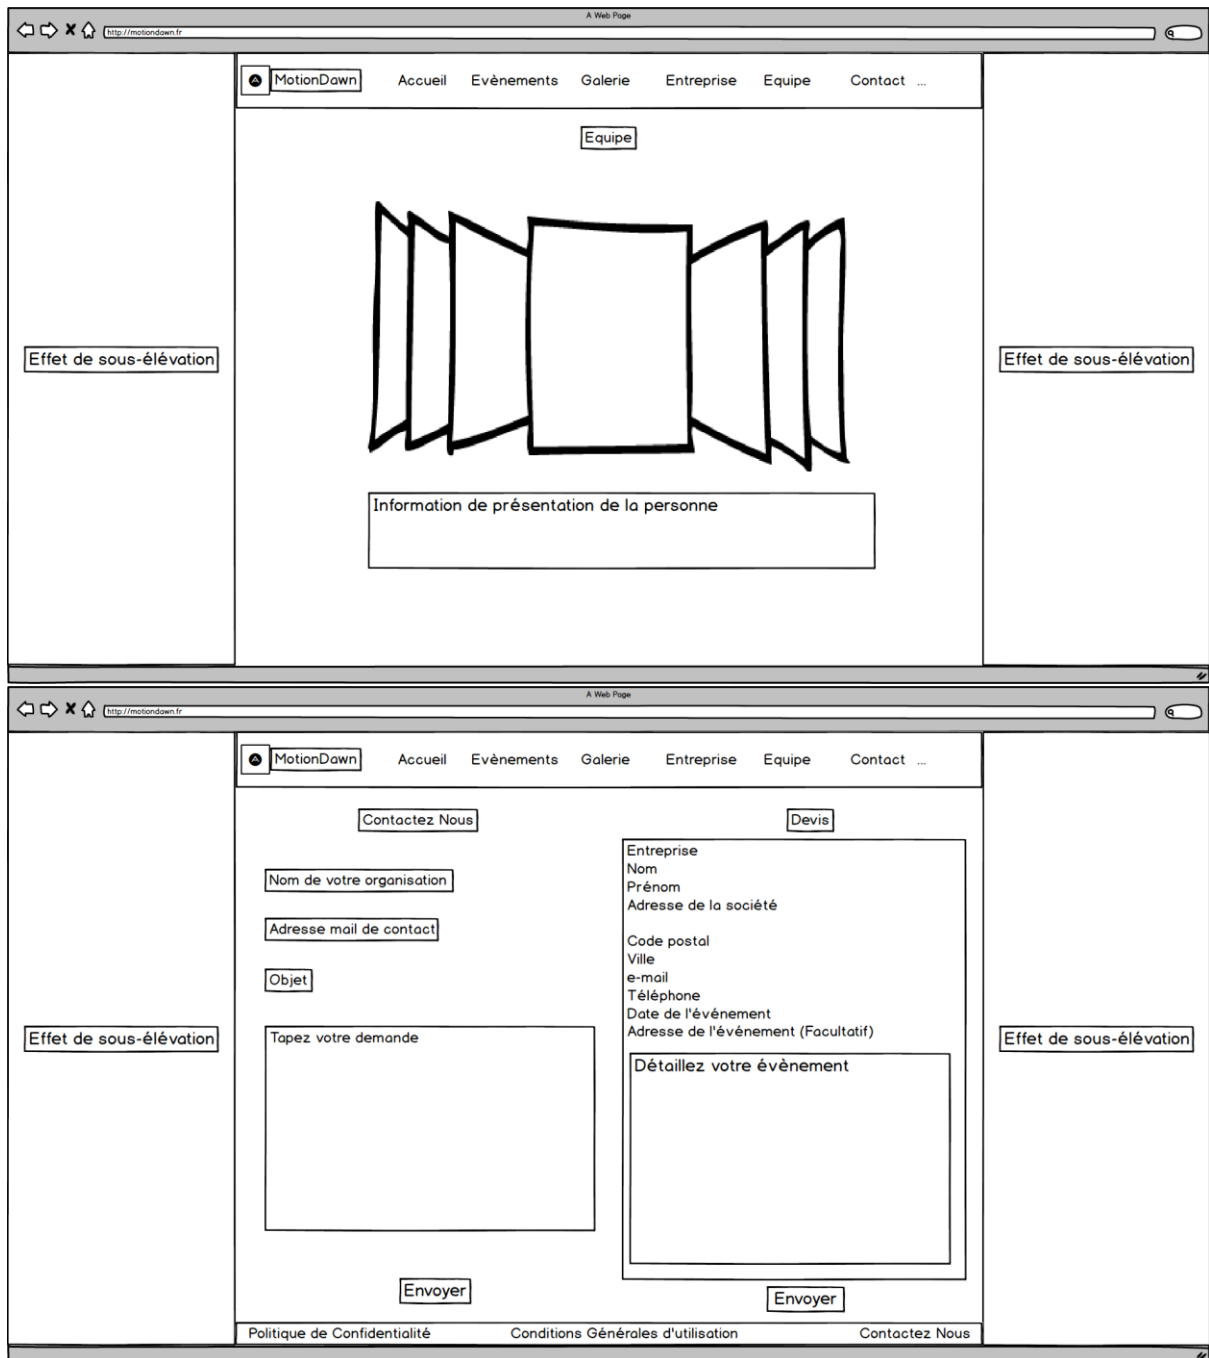 A Web Page
http://motiondawn.fr
MotionDawn Accueil Evènements Galerie Entreprise Equipe Contact ...
Equipe
Effet de sous-élévation
Effet de sous-élévation
Information de présentation de la personne
A Web Page
http://motiondawn.fr
MotionDawn Accueil Evènements Galerie Entreprise Equipe Contact ...
Contactez Nous
Nom de votre organisation
Adresse mail de contact
Objet
Tapez votre demande
Envoyer
Devis
Entreprise
Nom
Prénom
Adresse de la société
Code postal
Ville
e-mail
Téléphone
Date de l'événement
Adresse de l'événement (Facultatif)
Détaillez votre évènement
Envoyer
Effet de sous-élévation
Effet de sous-élévation
Politique de Confidentialité Conditions Générales d'utilisation Contactez Nous